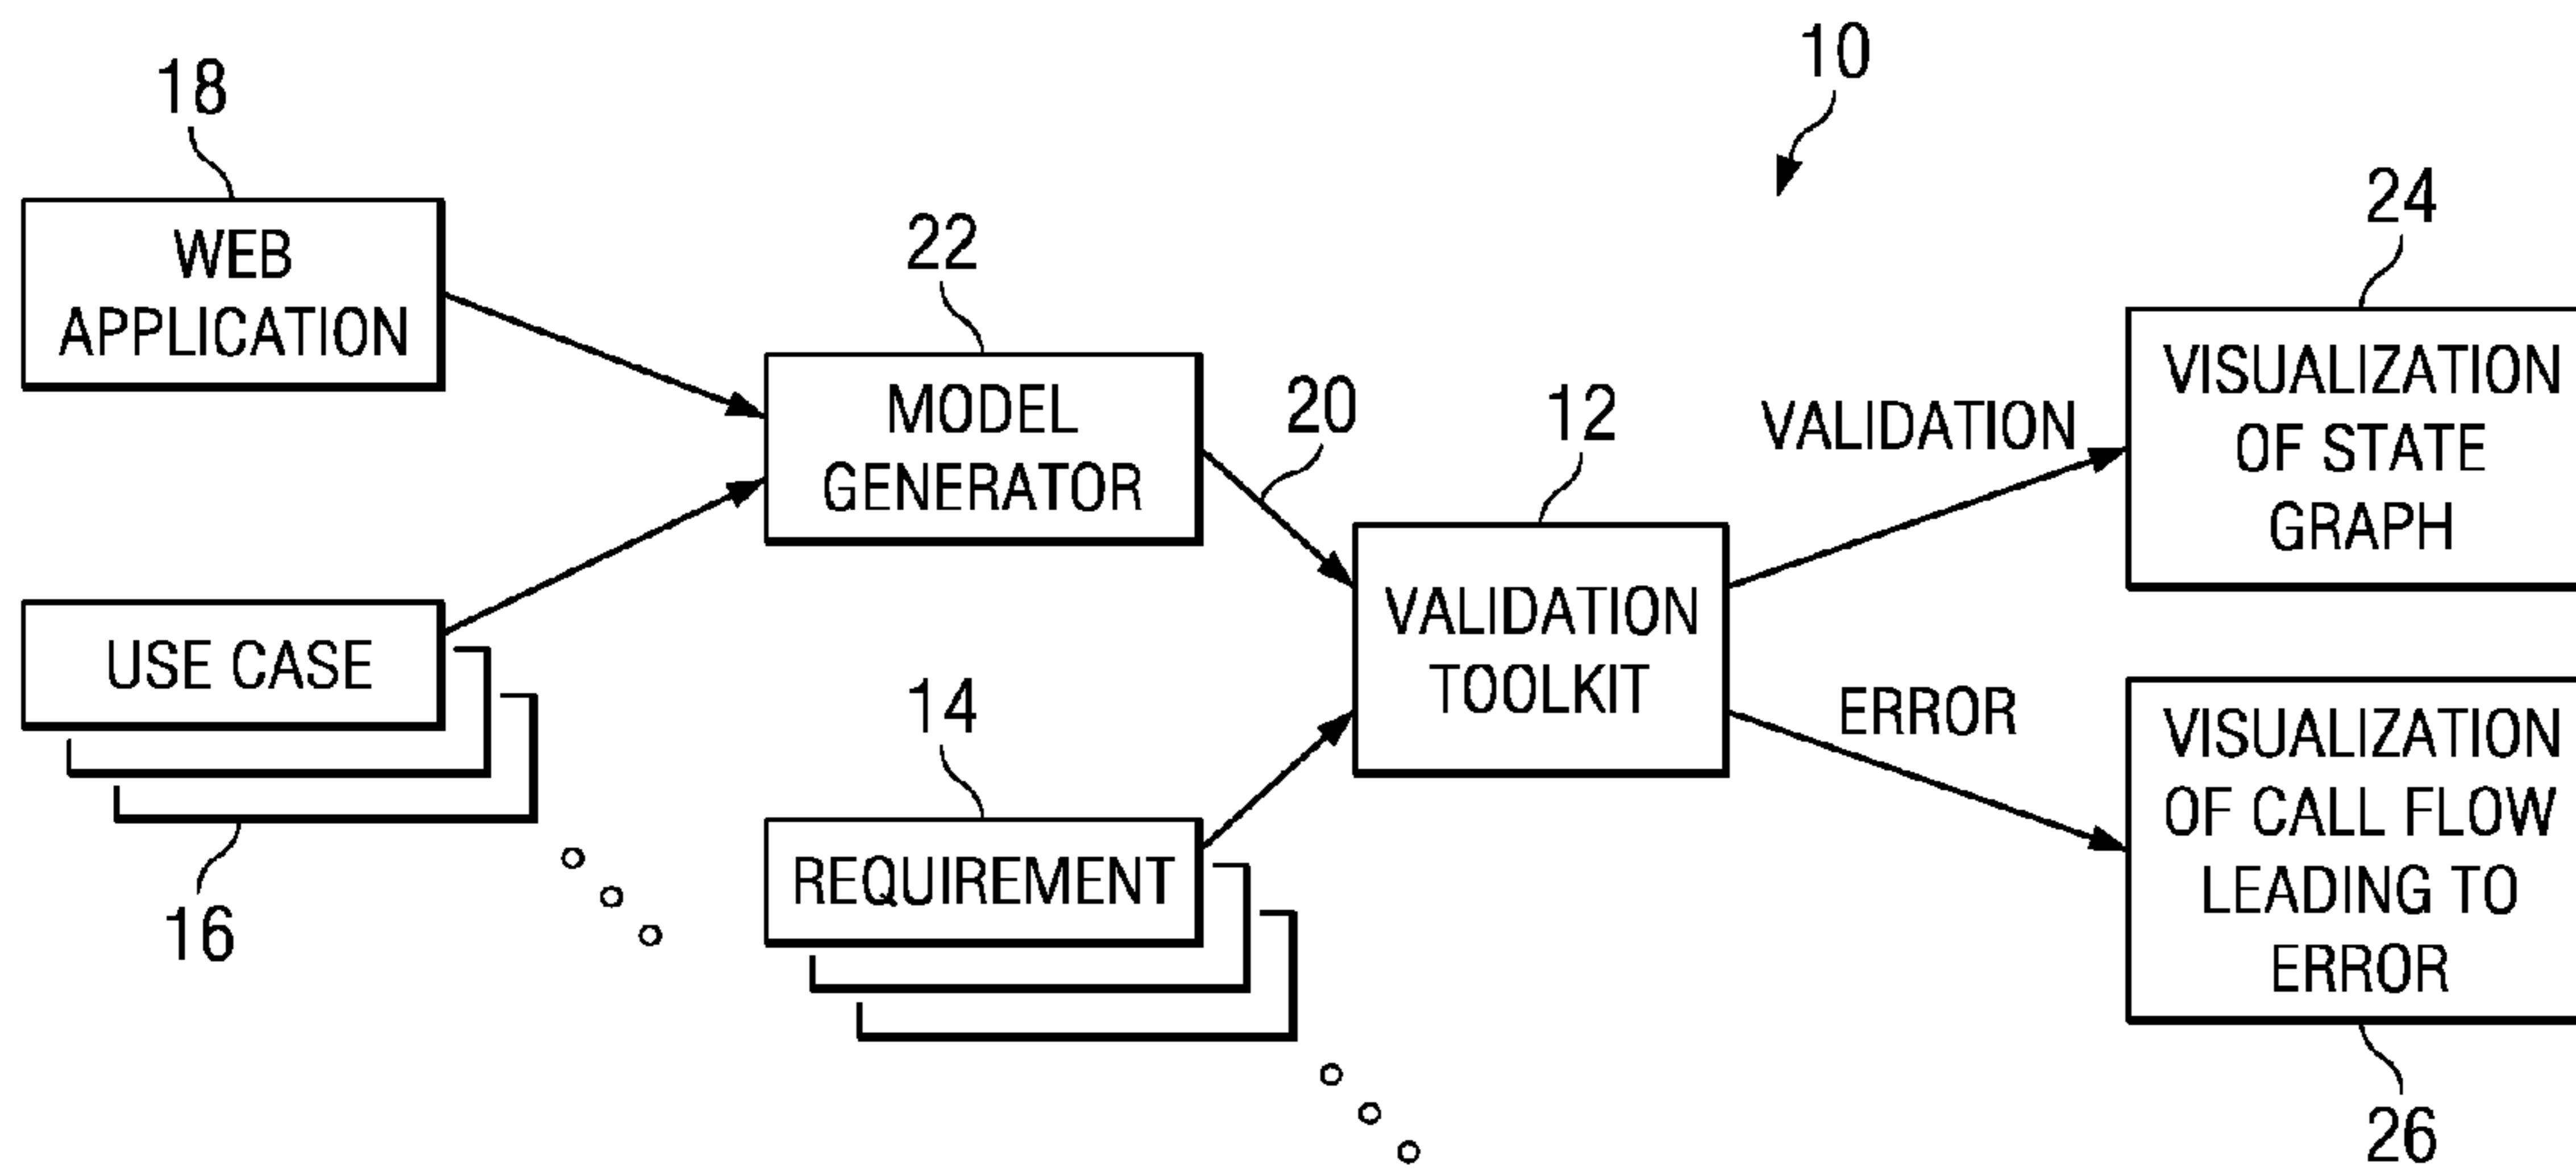 10
18
WEB
APPLICATION
22
MODEL
GENERATOR
20
12
VALIDATION
TOOLKIT
VALIDATION
24
VISUALIZATION
OF STATE
GRAPH
USE CASE
16
14
REQUIREMENT
ERROR
VISUALIZATION
OF CALL FLOW
LEADING TO
ERROR
26